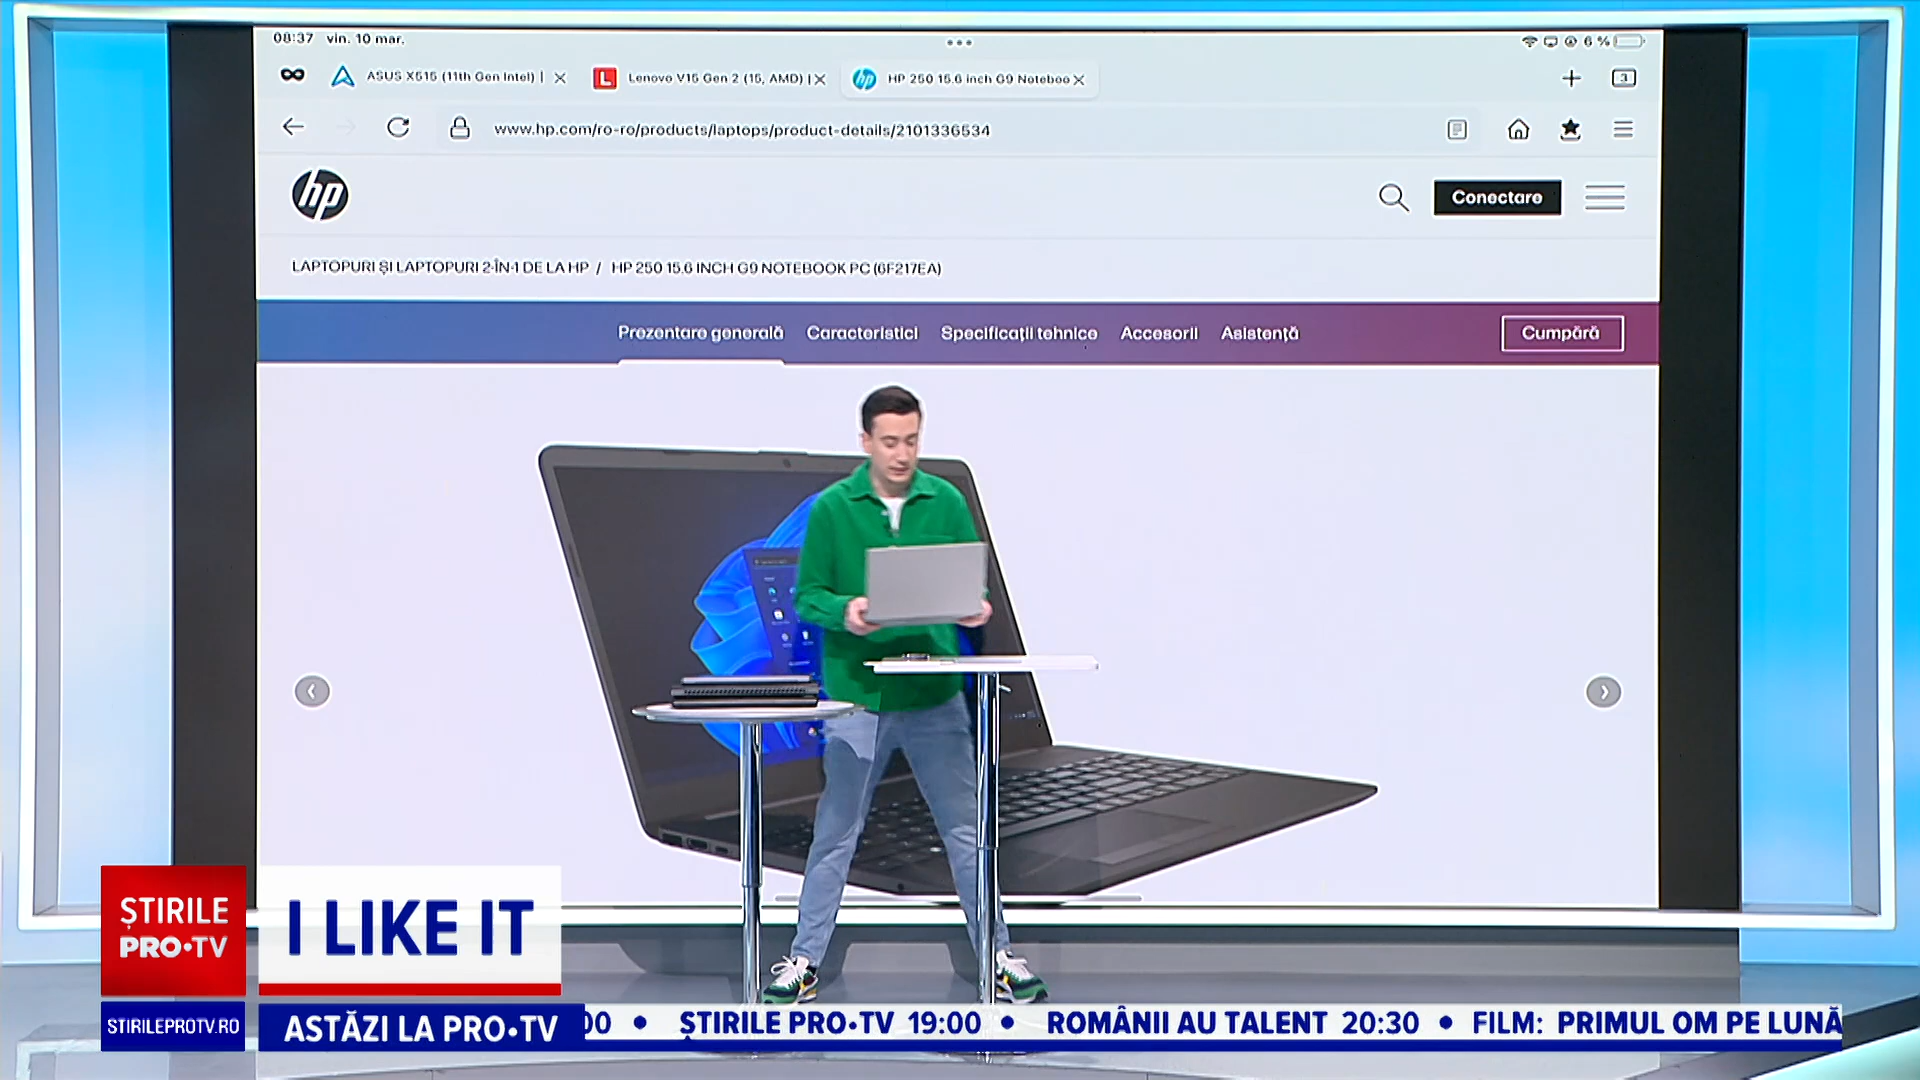 08:37 vin. 10 mar.
6 %
ASUS X515 (11th Gen Intel) |
Lenovo V15 Gen 2 (15, AMD) |
HP 250 15.6 inch G9 Noteboo
3
www.hp.com/ro-ro/products/laptops/product-details/2101336534
hp
Conectare
LAPTOPURI ȘI LAPTOPURI 2-ÎN-1 DE LA HP / HP 250 15.6 INCH G9 NOTEBOOK PC (6F217EA)
Prezentare generală Caracteristici Specificații tehnice Accesorii Asistență Cumpără
ȘTIRILE
PRO•TV
I LIKE IT
STIRILEPROTV.RO
ASTĂZI LA PRO•TV
00 • ȘTIRILE PRO•TV 19:00 • ROMÂNII AU TALENT 20:30 • FILM: PRIMUL OM PE LUNĂ